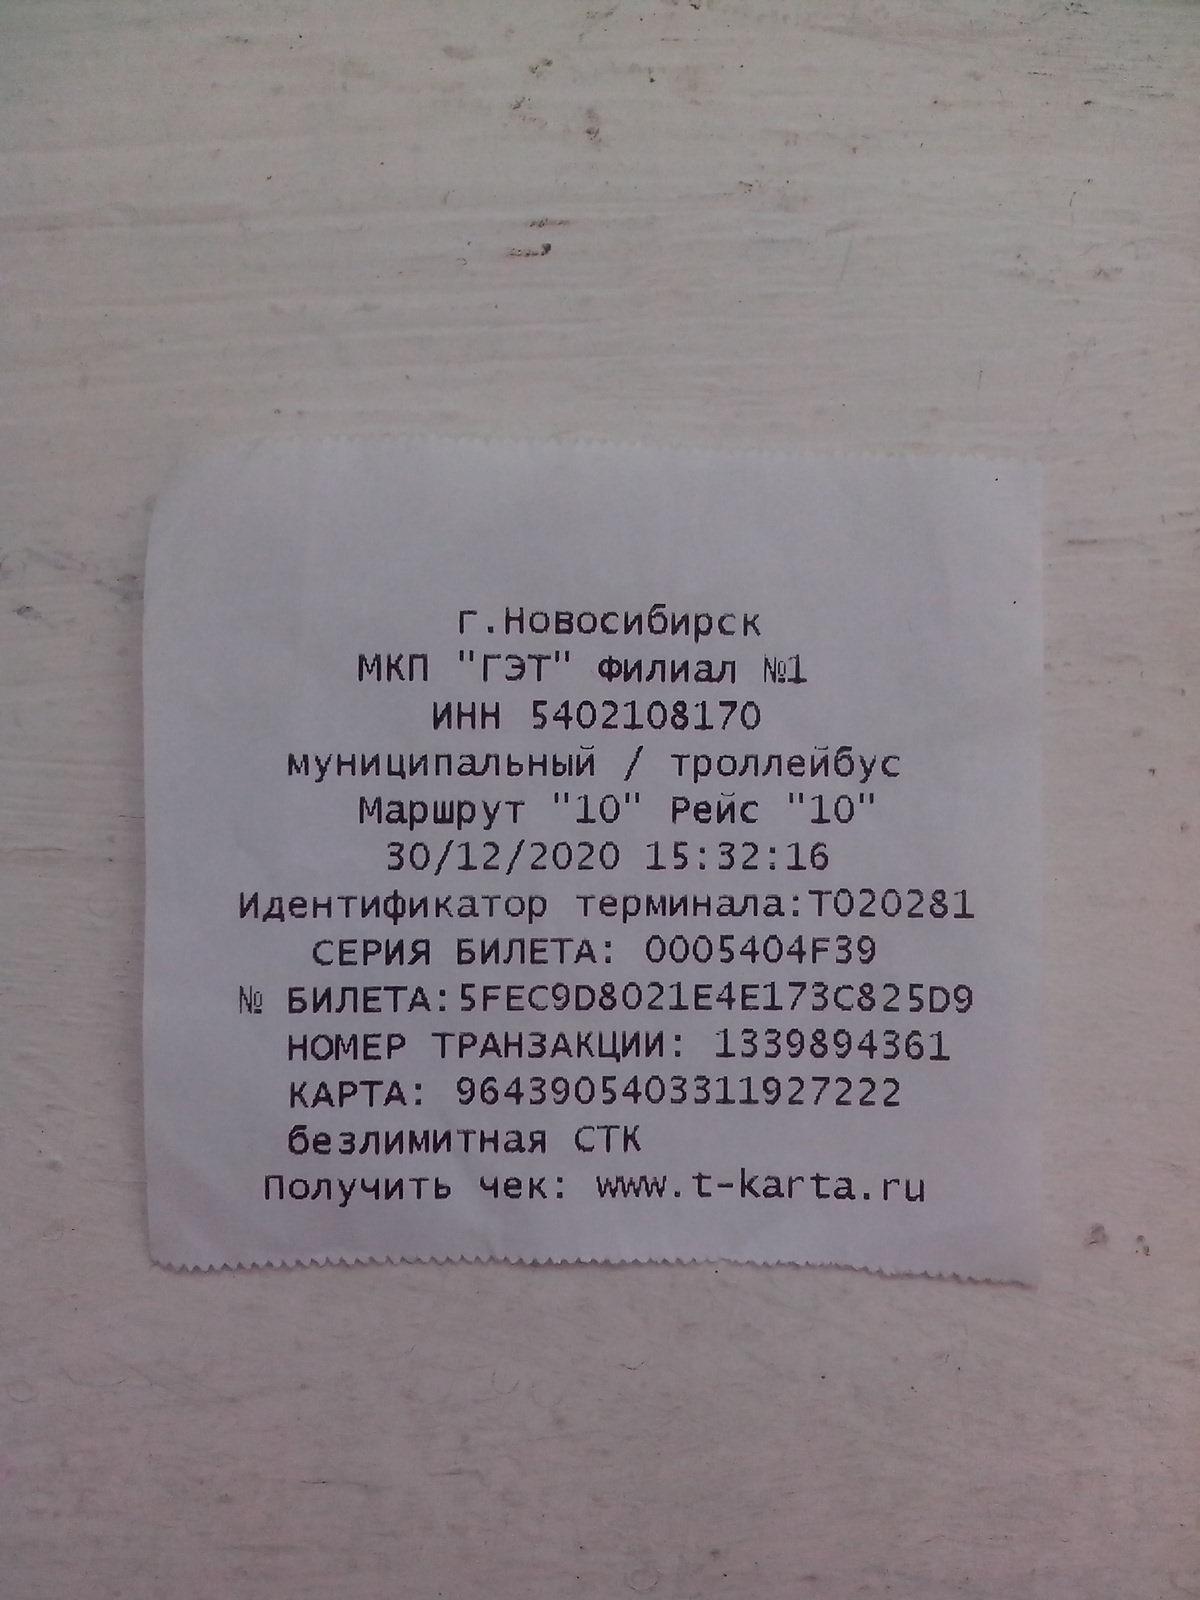 г.Новосибирск
МКП "ГЭТ" Филиал №1
ИНН 5402108170
муниципальный / троллейбус
Маршрут "10" Рейс "10"
30/12/2020 15:32:16
Идентификатор терминала:Т020281
СЕРИЯ БИЛЕТА: 0005404F39
№ БИЛЕТА:5FEC9D8021E4E173C825D9
НОМЕР ТРАНЗАКЦИИ: 1339894361
КАРТА: 9643905403311927222
безлимитная СТК
Получить чек: www.t-karta.ru